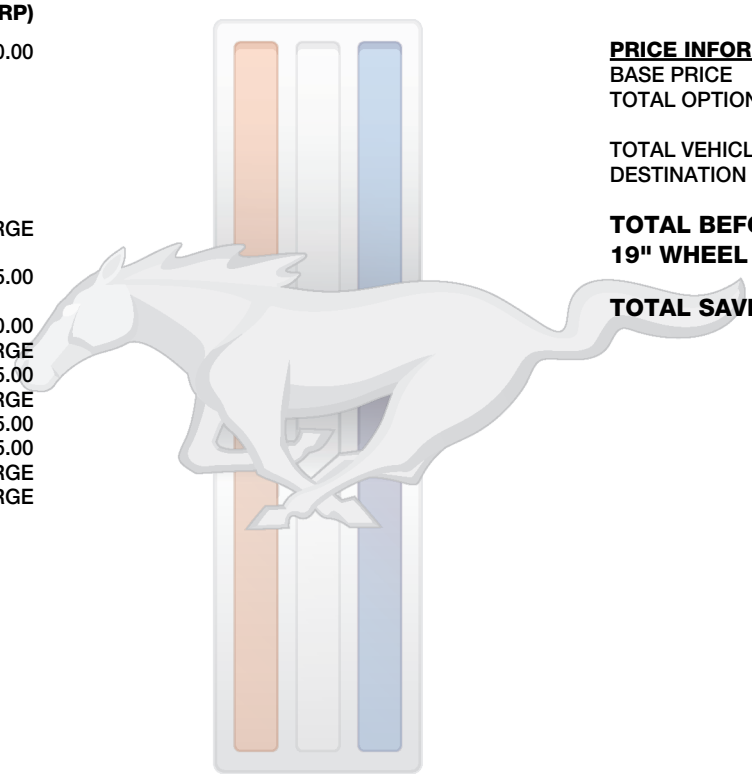 RP)
0.00
RGE
5.00
0.00
RGE
5.00
RGE
5.00
5.00
RGE
RGE
PRICE INFOR
BASE PRICE
TOTAL OPTION
TOTAL VEHICL
DESTINATION
TOTAL BEFO
19" WHEEL
TOTAL SAVI